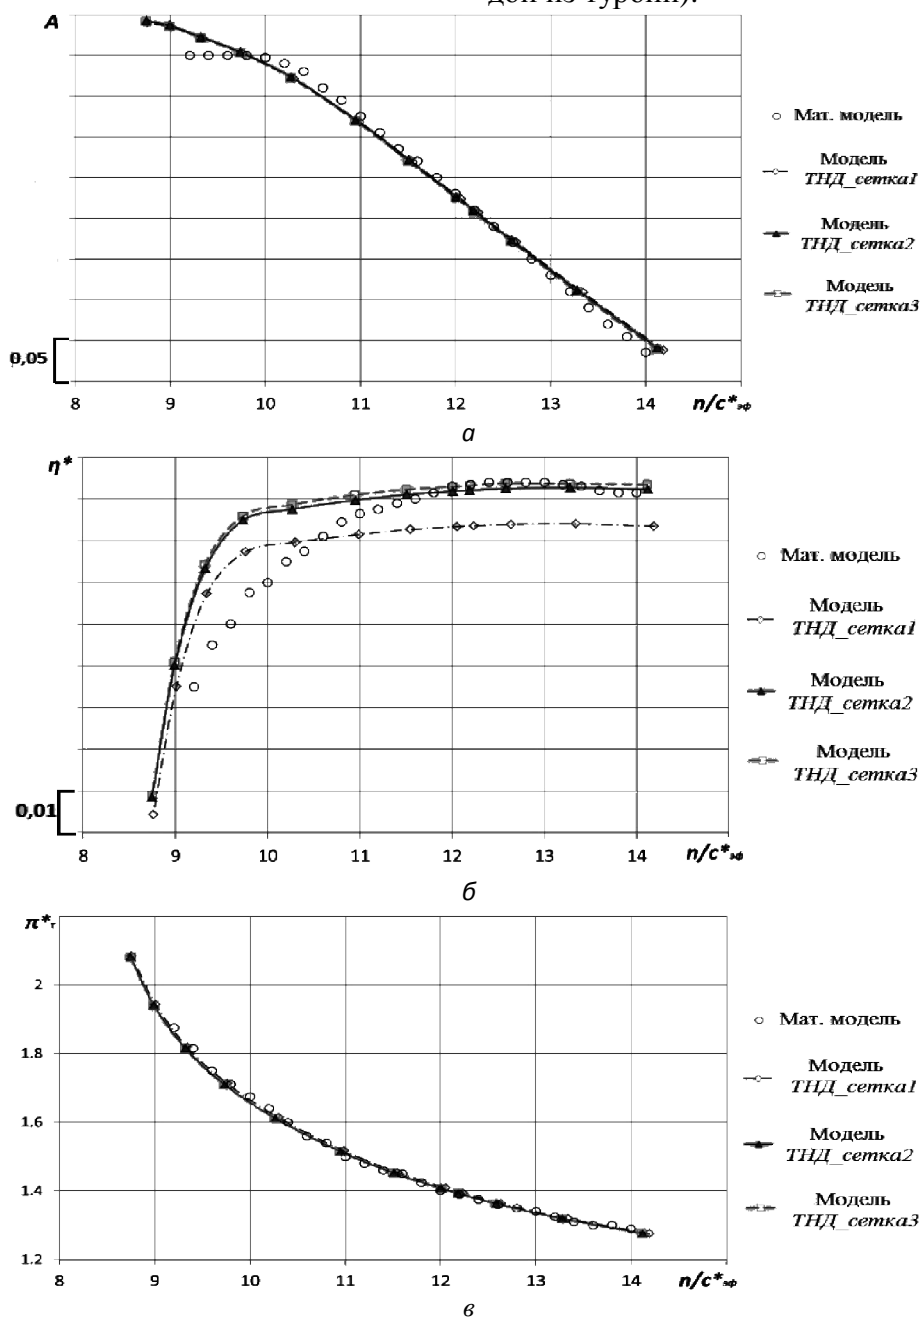 A
0,05
8 9 10 11 12 13 14
n/c*эф
Мат. модель
Модель
ТНД_сетка1
Модель
ТНД_сетка2
Модель
ТНД_сетка3
а
η*
0,01
8 9 10 11 12 13 14
n/c*эф
Мат. модель
Модель
ТНД_сетка1
Модель
ТНД_сетка2
Модель
ТНД_сетка3
б
π*т
2
1.8
1.6
1.4
1.2
8 9 10 11 12 13 14
n/c*эф
Мат. модель
Модель
ТНД_сетка1
Модель
ТНД_сетка2
Модель
ТНД_сетка3
в